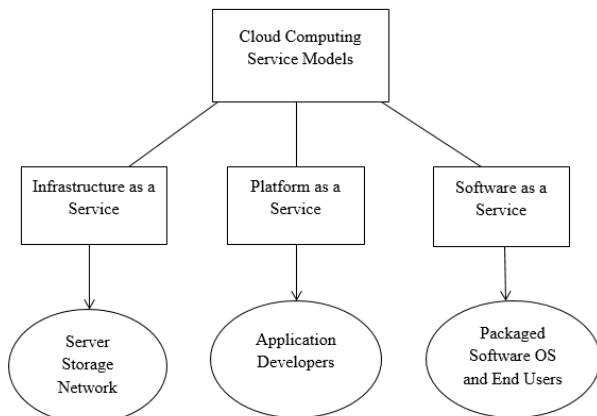 Cloud Computing
Service Models
Infrastructure as a
Service
Platform as a
Service
Software as a
Service
Server
Storage
Network
Application
Developers
Packaged
Software OS
and End Users